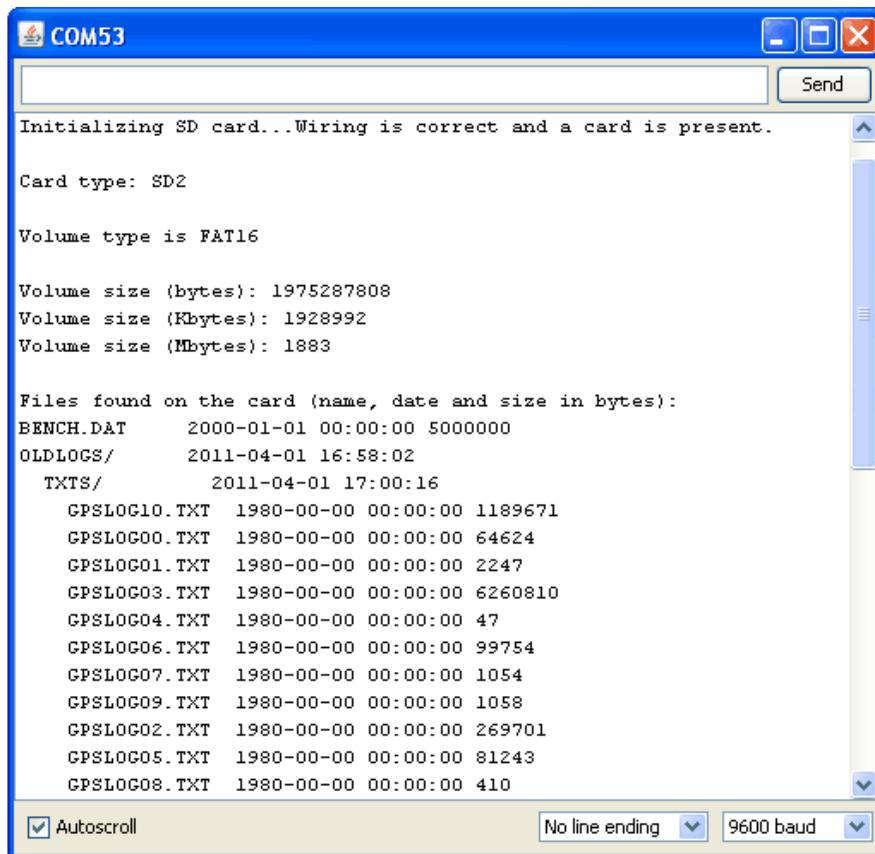 COM53
Send
Initializing SD card...Wiring is correct and a card is present.
Card type: SD2
Volume type is FAT16
Volume size (bytes): 1975287808
Volume size (Kbytes): 1928992
Volume size (Mbytes): 1883
Files found on the card (name, date and size in bytes):
BENCH.DAT 2000-01-01 00:00:00 5000000
OLDLOGS/ 2011-04-01 16:58:02
TXTS/ 2011-04-01 17:00:16
GPSLOG10.TXT 1980-00-00 00:00:00 1189671
GPSLOG00.TXT 1980-00-00 00:00:00 64624
GPSLOG01.TXT 1980-00-00 00:00:00 2247
GPSLOG03.TXT 1980-00-00 00:00:00 6260810
GPSLOG04.TXT 1980-00-00 00:00:00 47
GPSLOG06.TXT 1980-00-00 00:00:00 99754
GPSLOG07.TXT 1980-00-00 00:00:00 1054
GPSLOG09.TXT 1980-00-00 00:00:00 1058
GPSLOG02.TXT 1980-00-00 00:00:00 269701
GPSLOG05.TXT 1980-00-00 00:00:00 81243
GPSLOG08.TXT 1980-00-00 00:00:00 410
Autoscroll No line ending 9600 baud